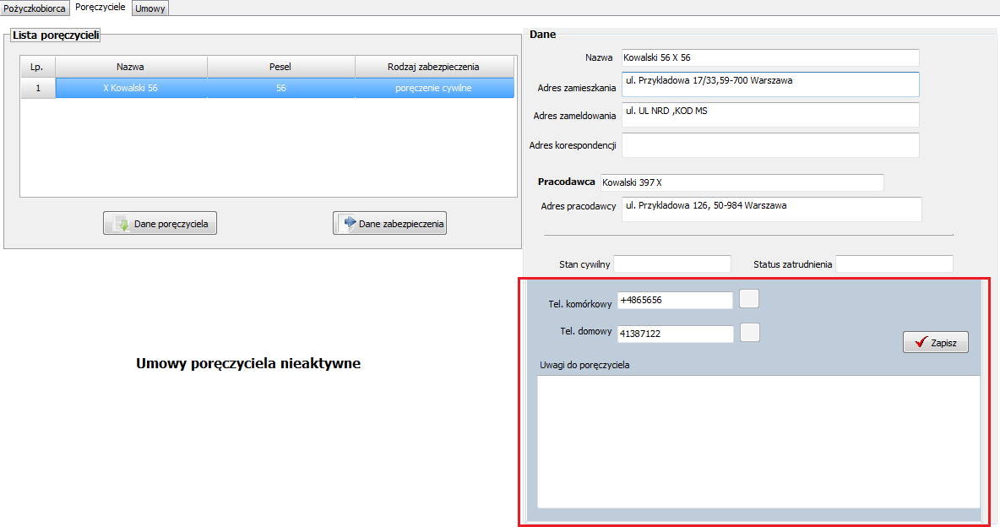 Pożyczkobiorca Poręczyciele Umowy
Lista poręczycieli
Lp. Nazwa Pesel Rodzaj zabezpieczenia
1 X Kowalski 56 56 poręczenie cywilne
Dane poręczyciela Dane zabezpieczenia
Umowy poręczyciela nieaktywne
Dane
Nazwa Kowalski 56 X 56
Adres zamieszkania ul. Przykladowa 17/33,59-700 Warszawa
Adres zameldowania ul. UL NRD ,KOD MS
Adres korespondencji
Pracodawca Kowalski 397 X
Adres pracodawcy ul. Przykladowa 126, 50-984 Warszawa
Stan cywilny Status zatrudnienia
Tel. komórkowy +4865656
Tel. domowy 41387122
Zapisz
Uwagi do poręczyciela